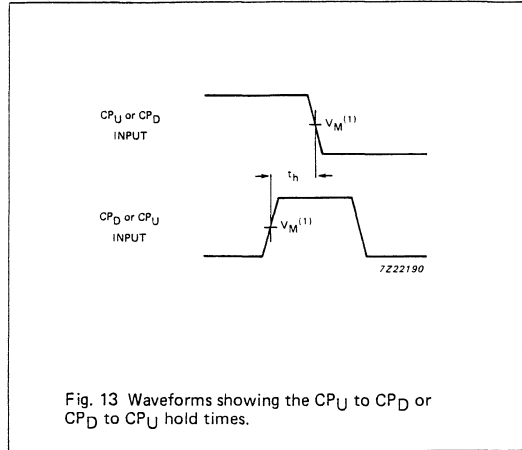 CPU or CPD
INPUT
VM(1)
th
CPD or CPU
INPUT
VM(1)
7Z22190
Fig. 13 Waveforms showing the CPU to CPD or
CPD to CPU hold times.